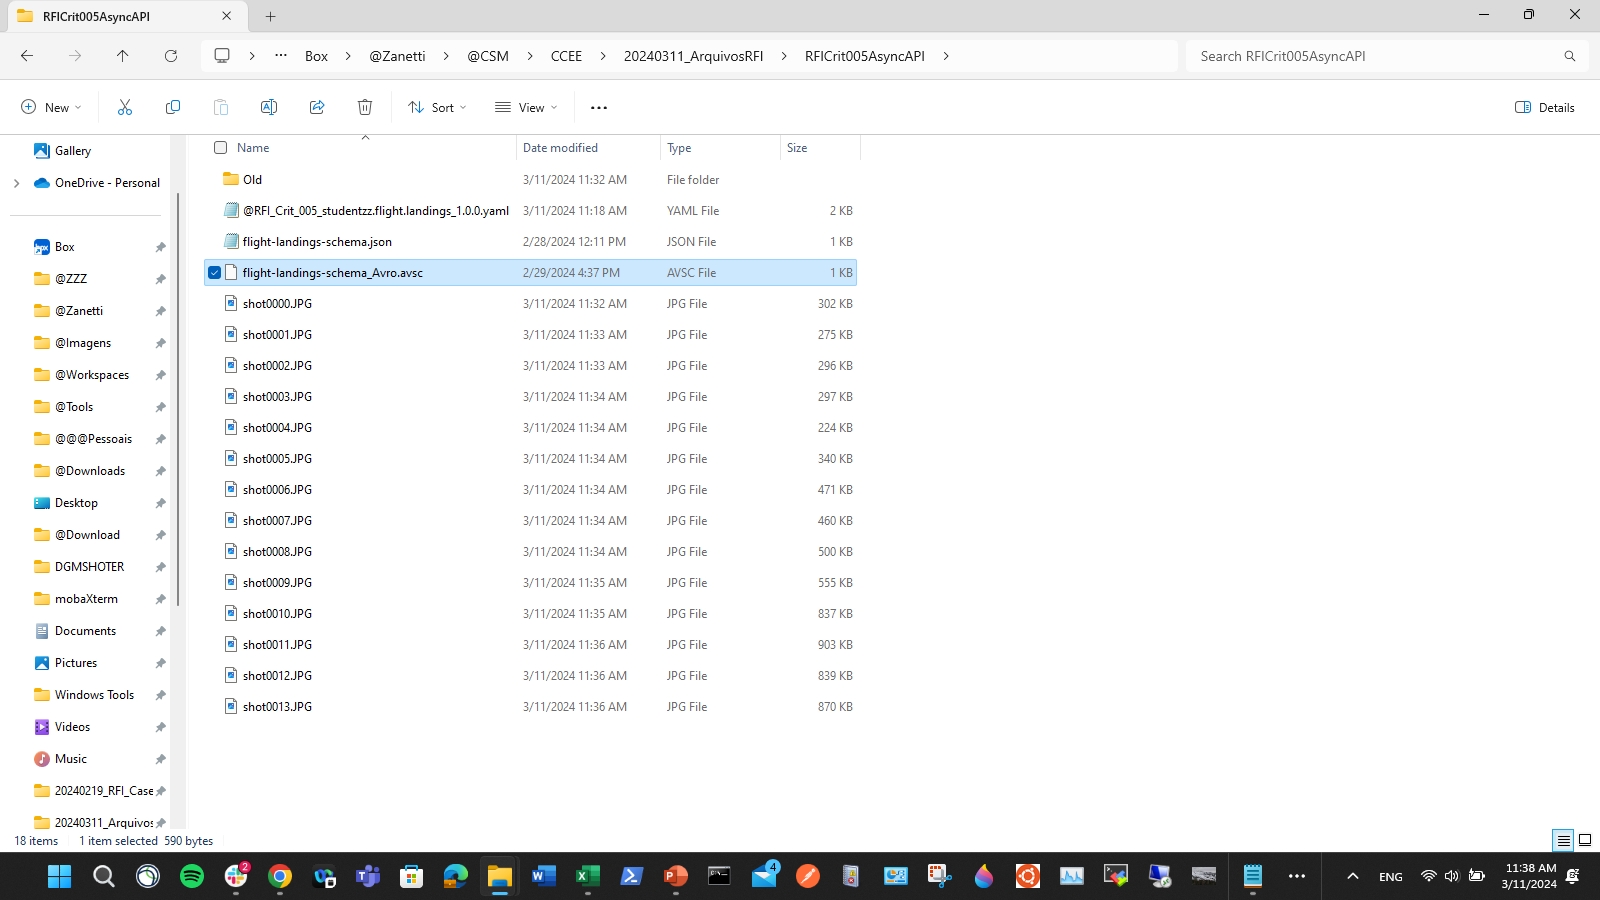 RFICrit005AsyncAPI
Box @Zanetti @CSM CCEE 20240311_ArquivosRFI RFICrit005AsyncAPI
Search RFICrit005AsyncAPI
New Sort View Details
Gallery
OneDrive - Personal
Box
@ZZZ
@Zanetti
@Imagens
@Workspaces
@Tools
@@@Pessoais
@Downloads
Desktop
@Download
DGMSHOTER
mobaXterm
Documents
Pictures
Windows Tools
Videos
Music
20240219_RFI_Case
20240311_Arquivos
Name Date modified Type Size
Old 3/11/2024 11:32 AM File folder
@RFI_Crit_005_studentzz.flight.landings_1.0.0.yaml 3/11/2024 11:18 AM YAML File 2 KB
flight-landings-schema.json 2/28/2024 12:11 PM JSON File 1 KB
flight-landings-schema_Avro.avsc 2/29/2024 4:37 PM AVSC File 1 KB
shot0000.JPG 3/11/2024 11:32 AM JPG File 302 KB
shot0001.JPG 3/11/2024 11:33 AM JPG File 275 KB
shot0002.JPG 3/11/2024 11:33 AM JPG File 296 KB
shot0003.JPG 3/11/2024 11:34 AM JPG File 297 KB
shot0004.JPG 3/11/2024 11:34 AM JPG File 224 KB
shot0005.JPG 3/11/2024 11:34 AM JPG File 340 KB
shot0006.JPG 3/11/2024 11:34 AM JPG File 471 KB
shot0007.JPG 3/11/2024 11:34 AM JPG File 460 KB
shot0008.JPG 3/11/2024 11:34 AM JPG File 500 KB
shot0009.JPG 3/11/2024 11:35 AM JPG File 555 KB
shot0010.JPG 3/11/2024 11:35 AM JPG File 837 KB
shot0011.JPG 3/11/2024 11:36 AM JPG File 903 KB
shot0012.JPG 3/11/2024 11:36 AM JPG File 839 KB
shot0013.JPG 3/11/2024 11:36 AM JPG File 870 KB
18 items 1 item selected 590 bytes
2 4 ENG 11:38 AM
3/11/2024